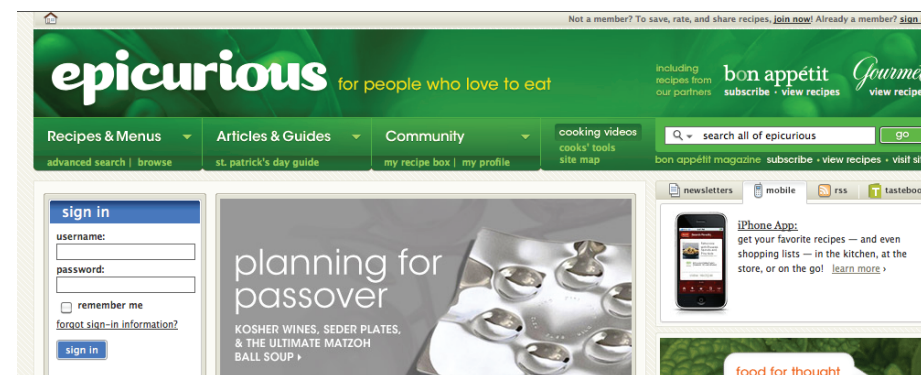 Not a member? To save, rate, and share recipes, join now! Already a member? sign
epicurious for people who love to eat
including
recipes from
our partners
bon appétit
subscribe • view recipes
Gourmet
view recipe
Recipes & Menus
advanced search | browse
Articles & Guides
st. patrick's day guide
Community
my recipe box | my profile
cooking videos
cooks' tools
site map
search all of epicurious
go
bon appétit magazine subscribe • view recipes • visit si
sign in
username:
password:
remember me
forgot sign-in information?
sign in
planning for
passover
KOSHER WINES, SEDER PLATES,
& THE ULTIMATE MATZOH
BALL SOUP
newsletters
mobile
rss
tasteboo
iPhone App:
get your favorite recipes — and even
shopping lists — in the kitchen, at the
store, or on the go! learn more ›
food for thought